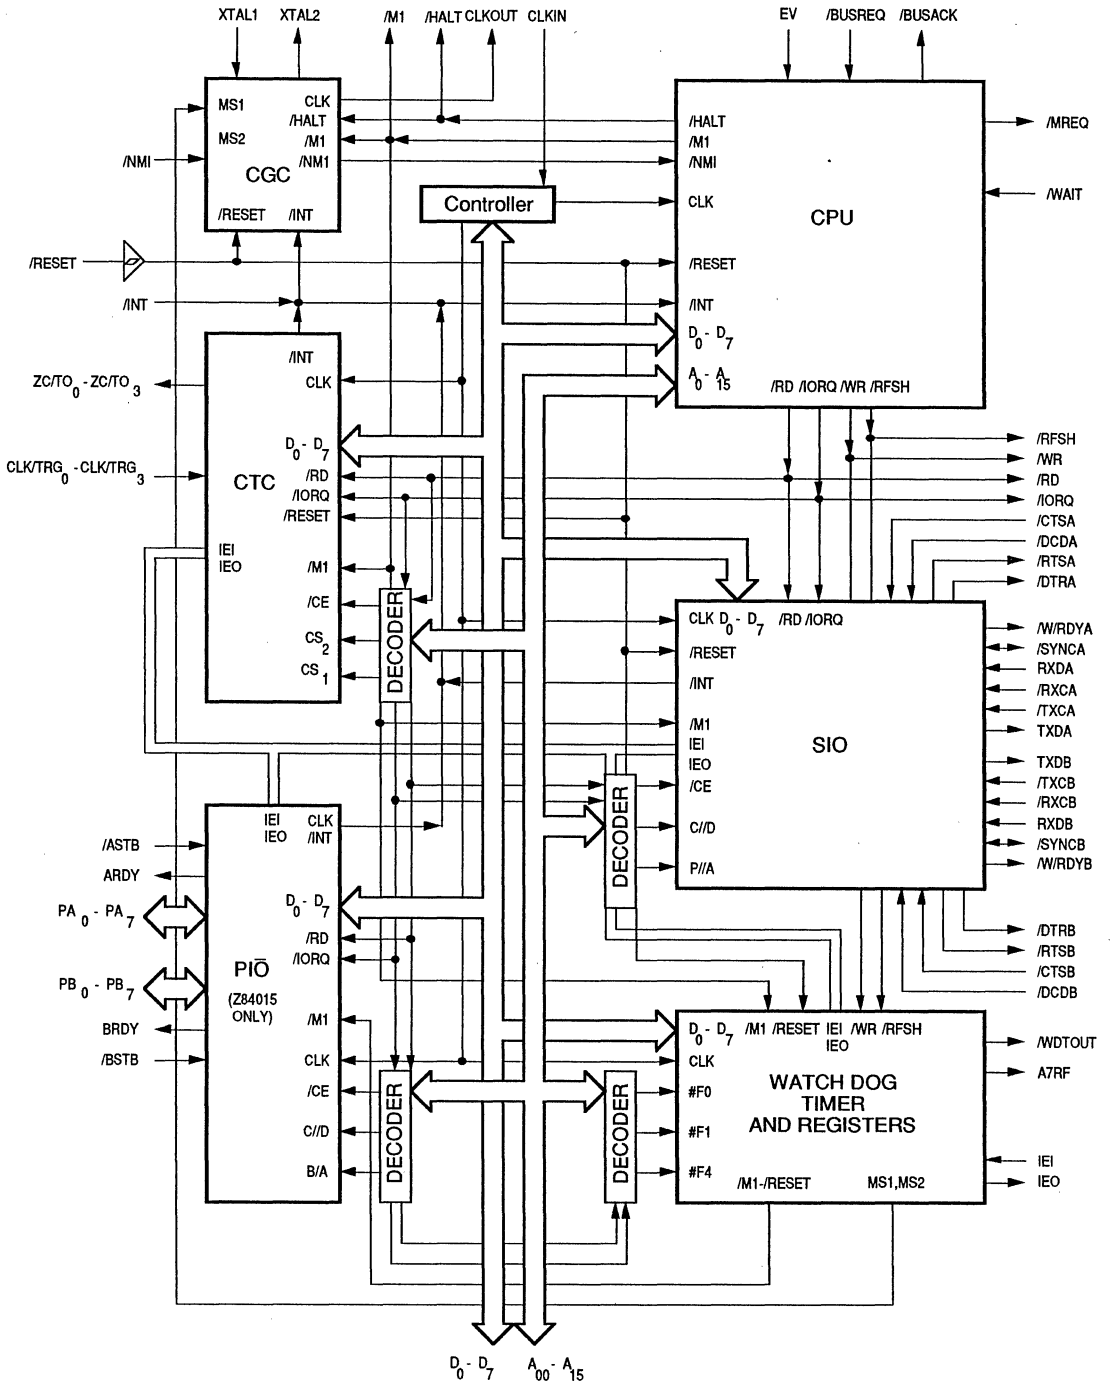 XTAL1 XTAL2 /M1 /HALT CLKOUT CLKIN EV /BUSREQ /BUSACK
MS1 CLK
/HALT /HALT /MREQ
MS2 /M1 /M1
/NMI /NM1 /NMI
CGC
/WAIT
Controller CLK
CPU
/RESET /INT
/RESET /RESET
/INT /INT
D0 - D7
/INT
ZC/TO0 - ZC/TO3 CLK A0 - A15 /RD /IORQ /WR /RFSH
D0 - D7 /RFSH
/WR
CLK/TRG0 - CLK/TRG3 CTC /RD /RD
/IORQ /IORQ
/RESET /CTSA
/DCDA
IEI /RTSA
IEO /M1 /DTRA
/CE
DECODER
CS2
CS1
CLK D0 - D7 /RD /IORQ /W/RDYA
/RESET /SYNCA
RXDA
/INT /RXCA
/TXCA
/M1 TXDA
IEI SIO
IEO TXDB
/CE /TXCB
DECODER
/RXCB
C//D RXDB
/SYNCB
P//A /W/RDYB
IEI CLK
IEO /INT
/ASTB
ARDY
PA0 - PA7 D0 - D7
/DTRB
/RD /RTSB
/IORQ /CTSB
PB0 - PB7 PIO̅ /DCDB
(Z84015
ONLY)
BRDY /M1
/BSTB CLK
/CE
DECODER
C//D
B/A
D0 - D7 /M1 /RESET IEI /WR /RFSH
IEO /WDTOUT
CLK A7RF
DECODER
#F0 WATCH DOG
TIMER
#F1 AND REGISTERS
IEI
#F4
/M1-/RESET MS1,MS2 IEO
D0 - D7 A00 - A15